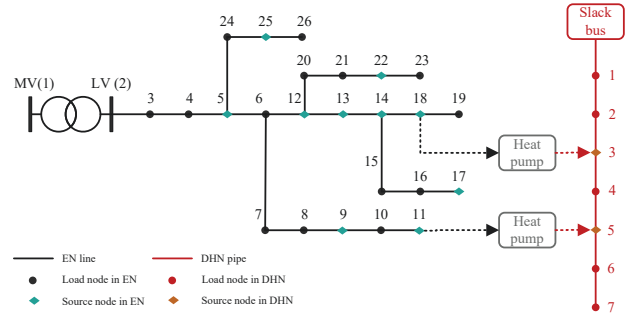 Slack
bus
24 25 26
20 21 22 23
MV(1) LV (2)
3 4 5 6 12 13 14 18 19
1
2
Heat
pump
3
15 16 17
4
7 8 9 10 11
Heat
pump
5
EN line DHN pipe
Load node in EN Load node in DHN
Source node in EN Source node in DHN
6
7